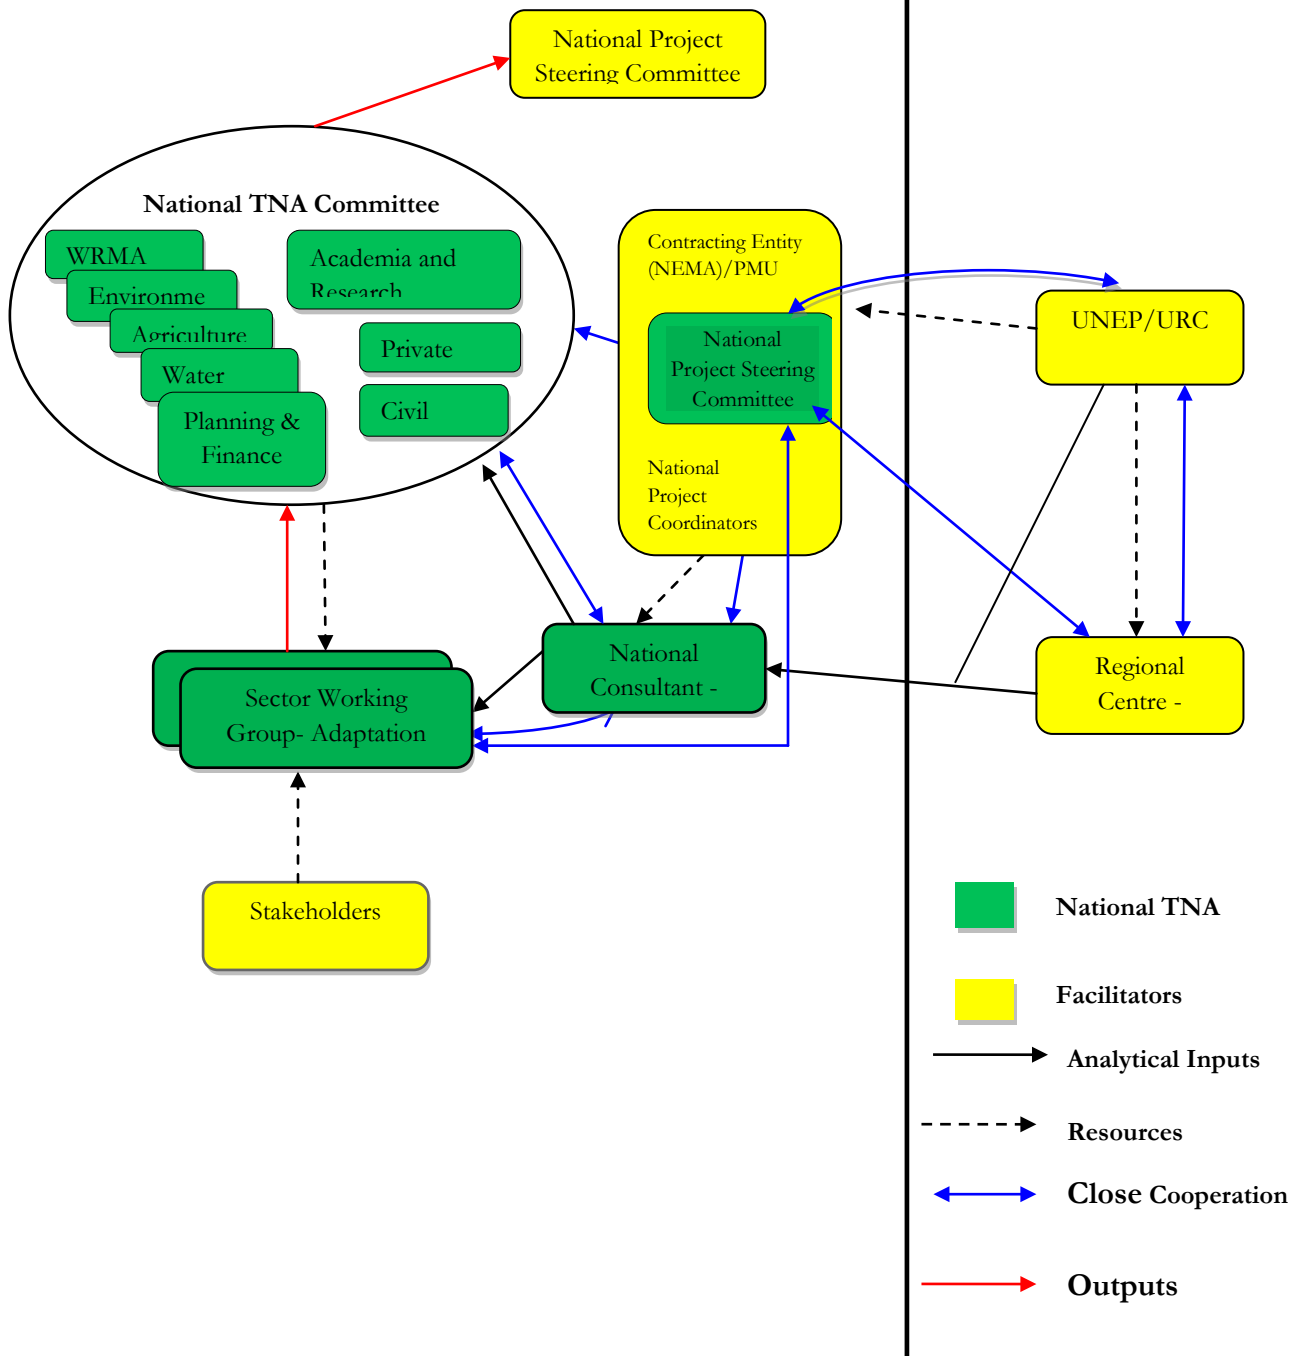 National Project
Steering Committee
National TNA Committee
WRMA
Environme
Agriculture
Water
Planning &
Finance
Academia and
Research
Private
Civil
Contracting Entity
(NEMA)/PMU
National
Project Steering
Committee
National
Project
Coordinators
UNEP/URC
National
Consultant -
Regional
Centre -
Sector Working
Group- Adaptation
Stakeholders
National TNA
Facilitators
Analytical Inputs
Resources
Close Cooperation
Outputs